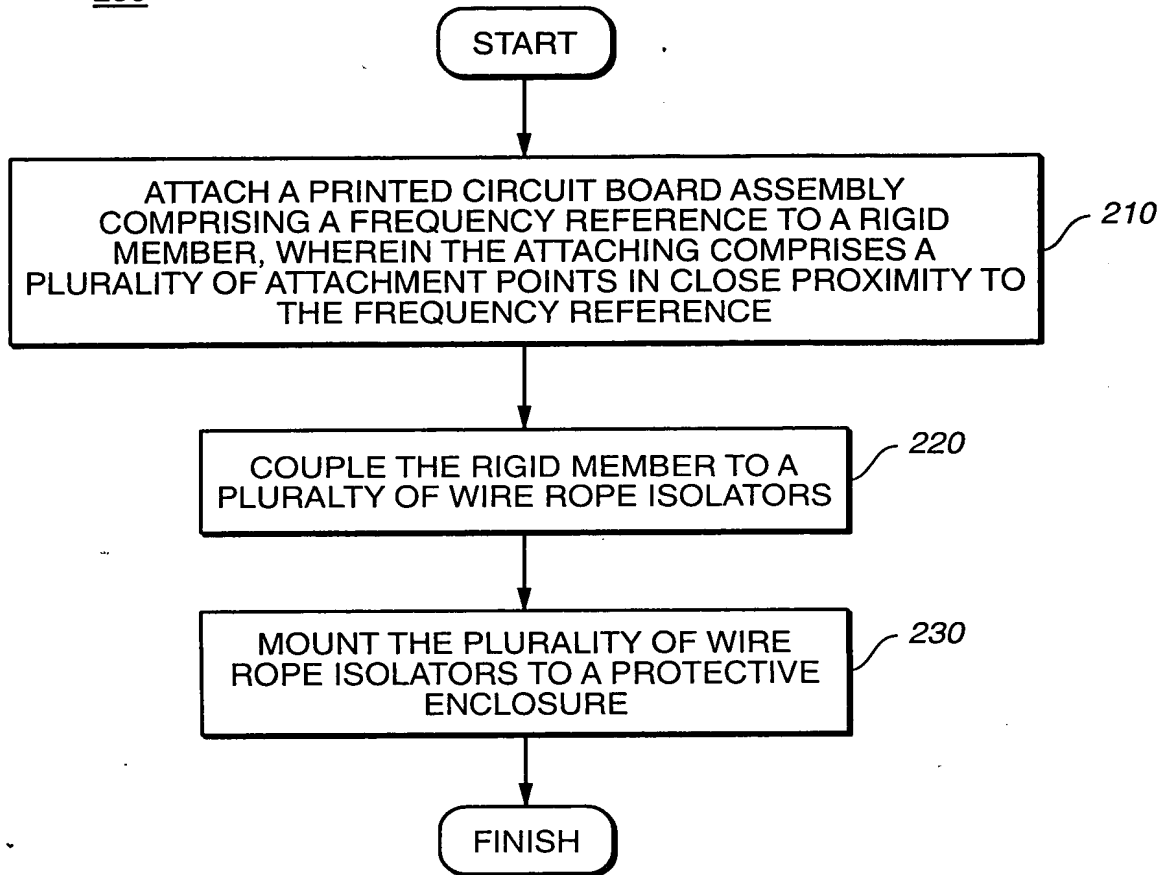 START
ATTACH A PRINTED CIRCUIT BOARD ASSEMBLY
COMPRISING A FREQUENCY REFERENCE TO A RIGID
MEMBER, WHEREIN THE ATTACHING COMPRISES A
PLURALITY OF ATTACHMENT POINTS IN CLOSE PROXIMITY TO
THE FREQUENCY REFERENCE
210
COUPLE THE RIGID MEMBER TO A
PLURALTY OF WIRE ROPE ISOLATORS
220
MOUNT THE PLURALITY OF WIRE
ROPE ISOLATORS TO A PROTECTIVE
ENCLOSURE
230
FINISH